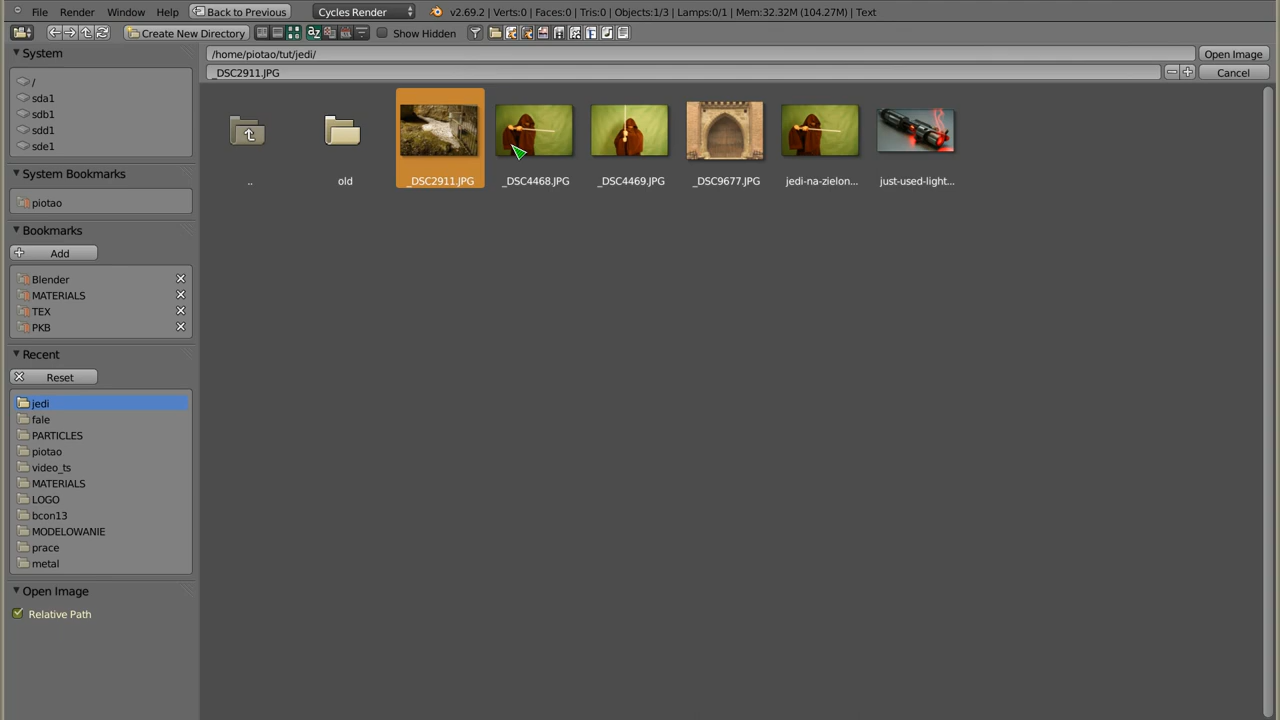 File Render Window Help Back to Previous Cycles Render v2.69.2 | Verts:0 | Faces:0 | Tris:0 | Objects:1/3 | Lamps:0/1 | Mem:32.32M (104.27M) | Text
Create New Directory Show Hidden
System
/home/piotao/tut/jedi/ Open Image
_DSC2911.JPG Cancel
/
sda1
sdb1
sdd1
sde1
System Bookmarks
piotao
Bookmarks
Add
Blender
MATERIALS
TEX
PKB
Recent
Reset
jedi
fale
PARTICLES
piotao
video_ts
MATERIALS
LOGO
bcon13
MODELOWANIE
prace
metal
Open Image
Relative Path
.. old _DSC2911.JPG _DSC4468.JPG _DSC4469.JPG _DSC9677.JPG jedi-na-zielon... just-used-light...